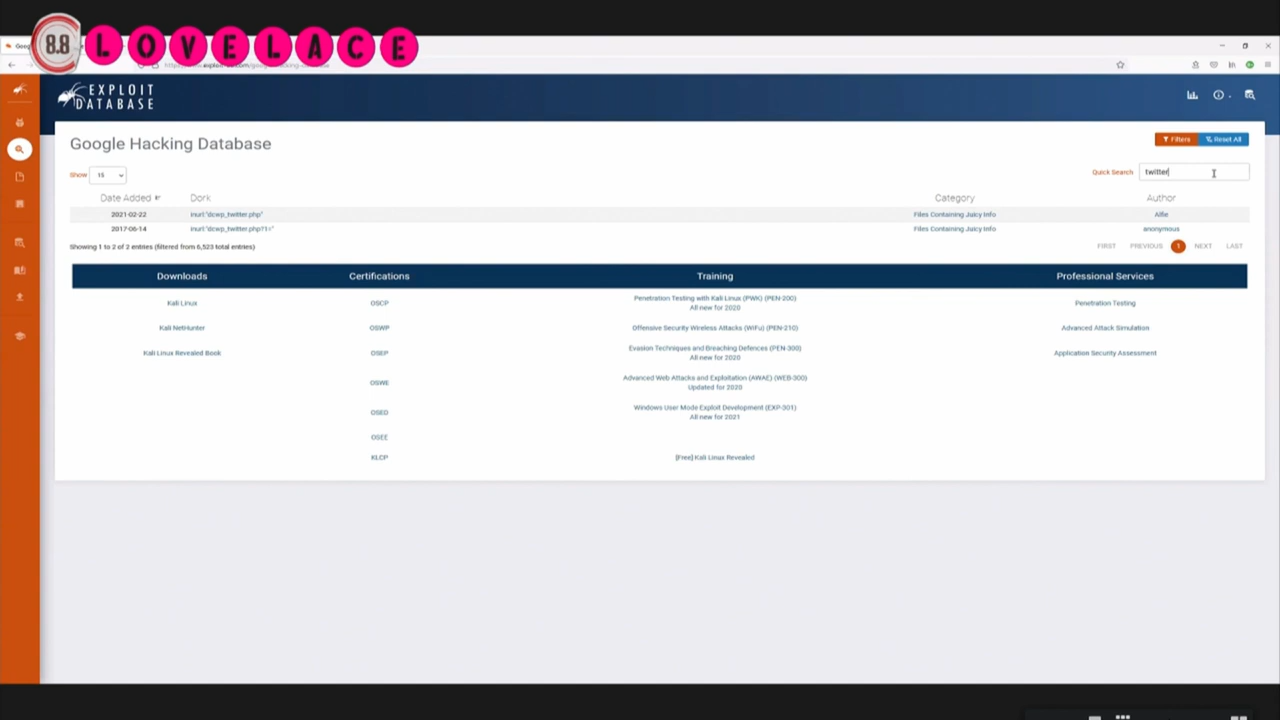 8.8 LOVELACE
EXPLOIT
DATABASE
Google Hacking Database
Filters
Reset All
Show 15
Quick Search twitter
Date Added Dork Category Author
2021-02-22 inurl:"dcwp_twitter.php" Files Containing Juicy Info Alfie
2017-06-14 inurl:"dcwp_twitter.php?1=" Files Containing Juicy Info anonymous
Showing 1 to 2 of 2 entries (filtered from 6,523 total entries)
FIRST PREVIOUS 1 NEXT LAST
Downloads Certifications Training Professional Services
Kali Linux OSCP Penetration Testing with Kali Linux (PWK) (PEN-200) Penetration Testing
All new for 2020
Kali NetHunter OSWP Offensive Security Wireless Attacks (WiFu) (PEN-210) Advanced Attack Simulation
Kali Linux Revealed Book OSEP Evasion Techniques and Breaching Defences (PEN-300) Application Security Assessment
All new for 2020
OSWE Advanced Web Attacks and Exploitation (AWAE) (WEB-300)
Updated for 2020
OSED Windows User Mode Exploit Development (EXP-301)
All new for 2021
OSEE
KLCP [Free] Kali Linux Revealed